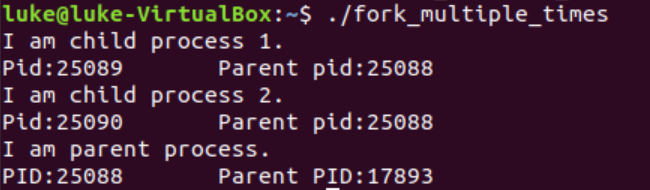 luke@luke-VirtualBox:~$ ./fork_multiple_times
I am child process 1.
Pid:25089        Parent pid:25088
I am child process 2.
Pid:25090        Parent pid:25088
I am parent process.
PID:25088        Parent PID:17893